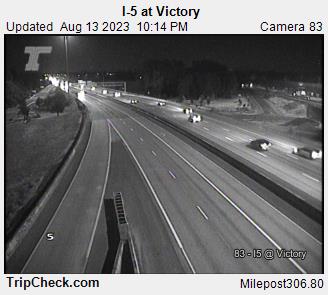 I-5 at Victory
Updated Aug 13 2023 10:14 PM Camera 83
T
S
83 - I5 @ Victory
TripCheck.com Milepost306.80